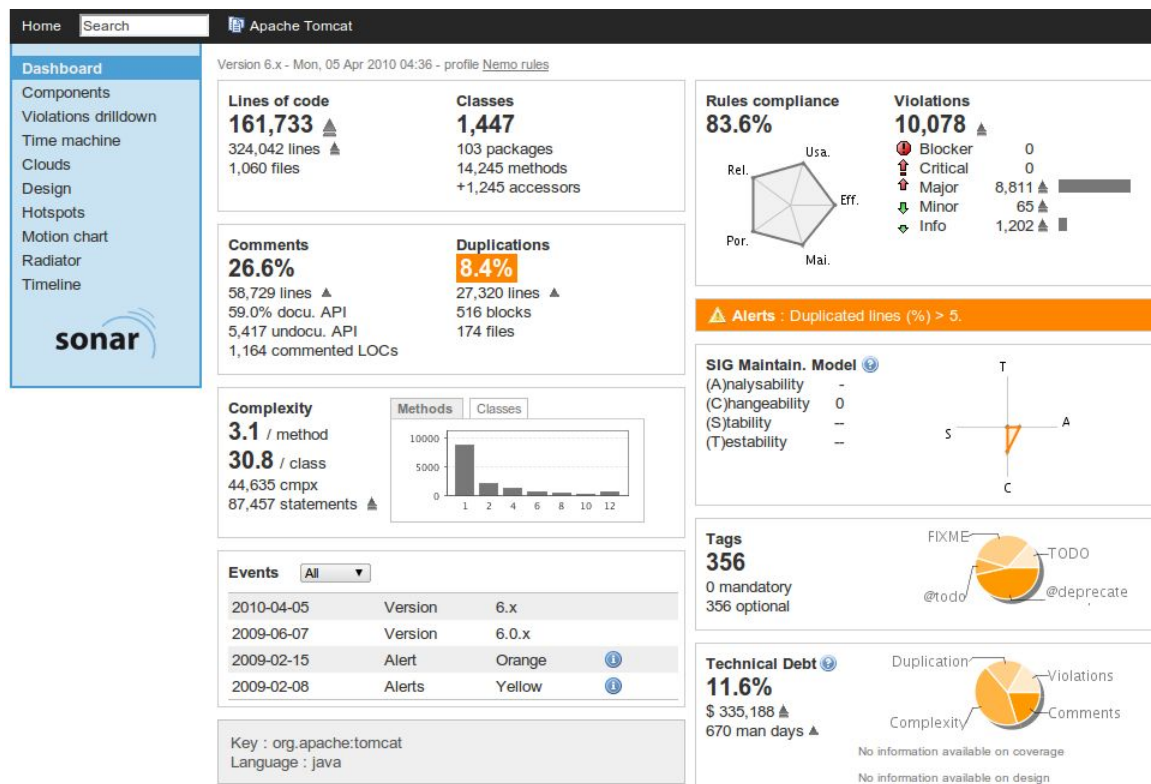 Home Search Apache Tomcat
Dashboard
Components
Violations drilldown
Time machine
Clouds
Design
Hotspots
Motion chart
Radiator
Timeline
sonar
Version 6.x - Mon, 05 Apr 2010 04:36 - profile Nemo rules
Lines of code
161,733
324,042 lines
1,060 files
Classes
1,447
103 packages
14,245 methods
+1,245 accessors
Comments
26.6%
58,729 lines
59.0% docu. API
5,417 undocu. API
1,164 commented LOCs
Duplications
8.4%
27,320 lines
516 blocks
174 files
Complexity
3.1 / method
30.8 / class
44,635 cmpx
87,457 statements
Methods Classes
10000
5000
0
1 2 4 6 8 10 12
Events All
2010-04-05 Version 6.x
2009-06-07 Version 6.0.x
2009-02-15 Alert Orange
2009-02-08 Alerts Yellow
Key : org.apache:tomcat
Language : java
Rules compliance
83.6%
Usa.
Rel.
Eff.
Por.
Mai.
Violations
10,078
Blocker 0
Critical 0
Major 8,811
Minor 65
Info 1,202
Alerts : Duplicated lines (%) > 5.
SIG Maintain. Model
(A)nalysability -
(C)hangeability 0
(S)tability --
(T)estability --
T
A
S
C
Tags
356
0 mandatory
356 optional
FIXME
TODO
@todo
@deprecate
Technical Debt
11.6%
$ 335,188
670 man days
Duplication
Violations
Complexity
Comments
No information available on coverage
No information available on design